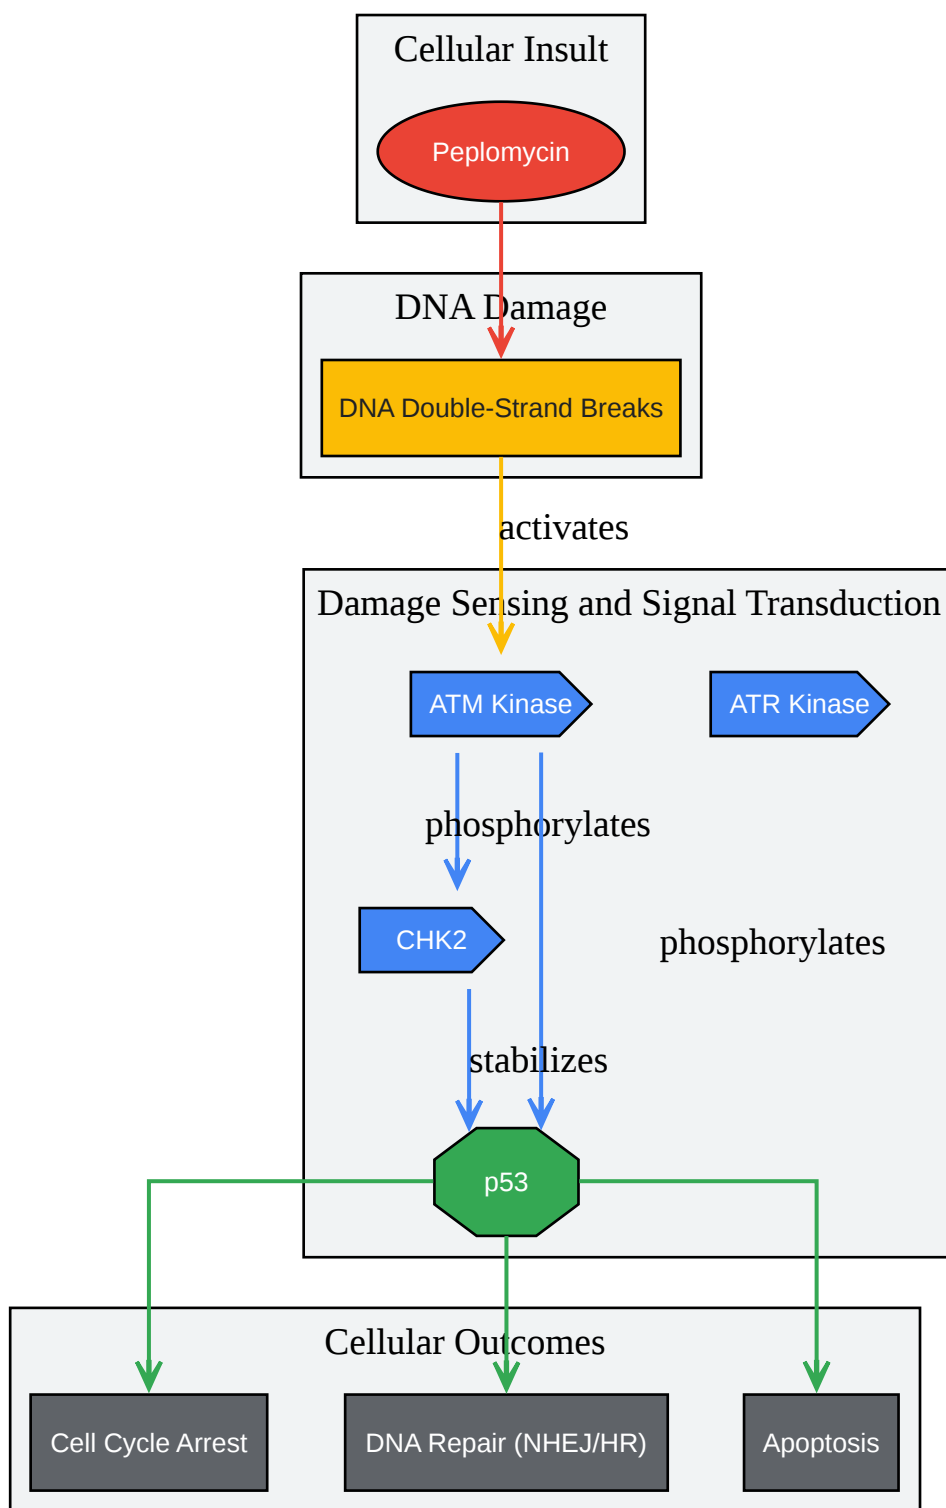 Cellular Insult
Peplomycin
DNA Damage
DNA Double-Strand Breaks
activates
Damage Sensing and Signal Transduction
ATM Kinase
ATR Kinase
phosphorylates
CHK2
phosphorylates
stabilizes
p53
Cellular Outcomes
Cell Cycle Arrest
DNA Repair (NHEJ/HR)
Apoptosis